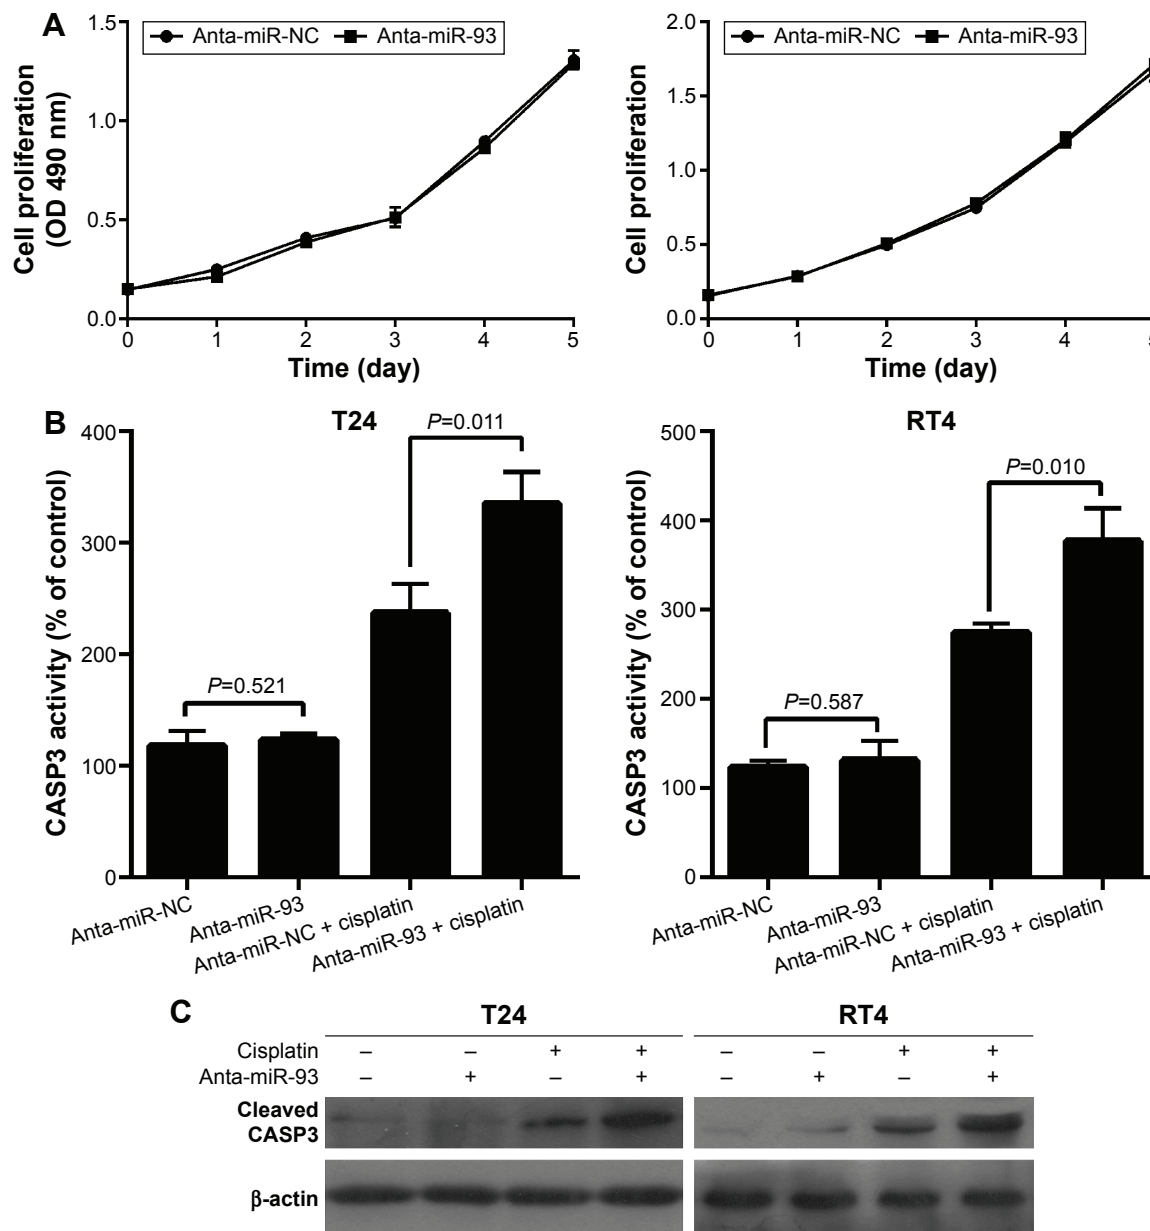 A
Anta-miR-NC Anta-miR-93
Cell proliferation
(OD 490 nm)
1.5
1.0
0.5
0.0
0 1 2 3 4 5
Time (day)
Anta-miR-NC Anta-miR-93
Cell proliferation
2.0
1.5
1.0
0.5
0.0
0 1 2 3 4 5
Time (day)
B
T24
CASP3 activity (% of control)
400
300
200
100
0
P=0.521
P=0.011
Anta-miR-NC
Anta-miR-93
Anta-miR-NC + cisplatin
Anta-miR-93 + cisplatin
RT4
CASP3 activity (% of control)
500
400
300
200
100
0
P=0.587
P=0.010
Anta-miR-NC
Anta-miR-93
Anta-miR-NC + cisplatin
Anta-miR-93 + cisplatin
C
T24 RT4
Cisplatin – – + + – – + +
Anta-miR-93 – + – + – + – +
Cleaved
CASP3
β-actin